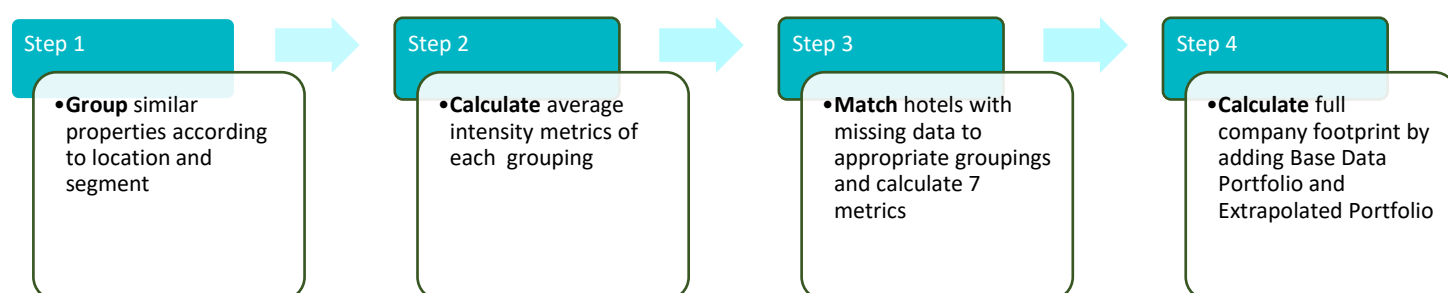 Step 1
•Group similar
properties according
to location and
segment
Step 2
•Calculate average
intensity metrics of
each grouping
Step 3
•Match hotels with
missing data to
appropriate groupings
and calculate 7
metrics
Step 4
•Calculate full
company footprint by
adding Base Data
Portfolio and
Extrapolated Portfolio